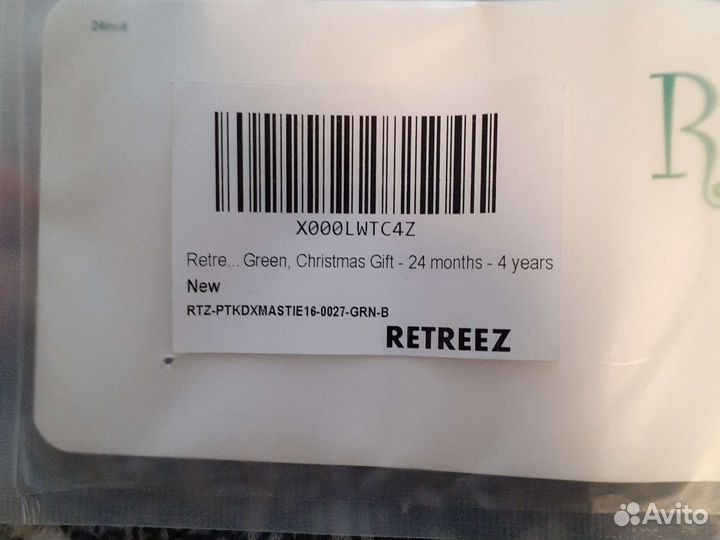 24m-4
R
X000LWTC4Z
Retre... Green, Christmas Gift - 24 months - 4 years
New
RTZ-PTKDXMASTIE16-0027-GRN-B
RETREEZ
Avito